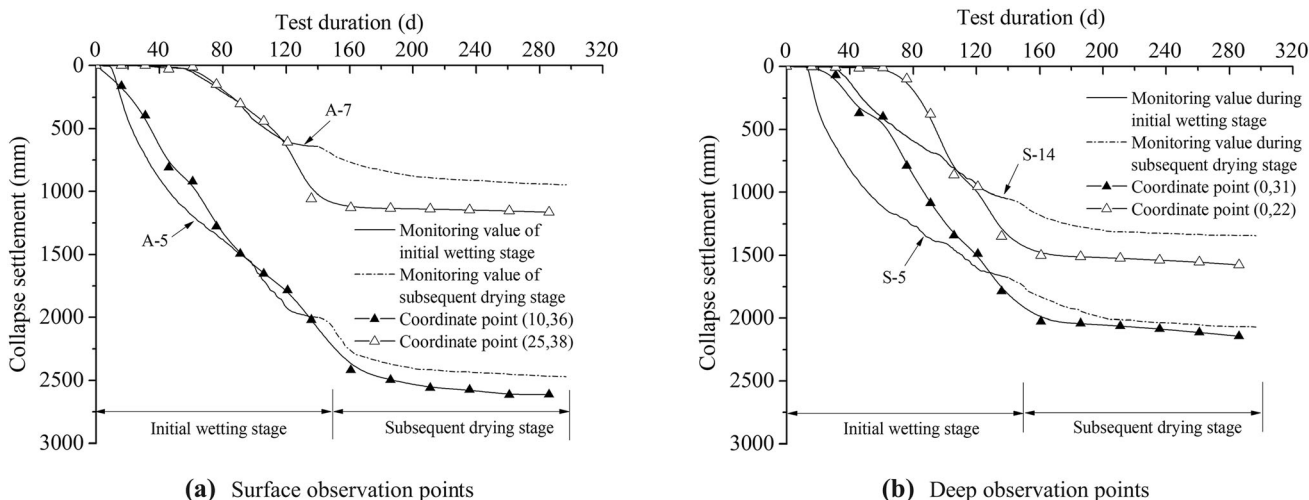 Test duration (d)
0 40 80 120 160 200 240 280 320
0
500
1000
1500
2000
2500
3000
Collapse settlement (mm)
A-7
A-5
Monitoring value of
initial wetting stage
Monitoring value of
subsequent drying stage
Coordinate point (10,36)
Coordinate point (25,38)
Initial wetting stage
Subsequent drying stage
(a) Surface observation points
Test duration (d)
0 40 80 120 160 200 240 280 320
0
500
1000
1500
2000
2500
3000
Collapse settlement (mm)
Monitoring value during
initial wetting stage
Monitoring value during
subsequent drying stage
Coordinate point (0,31)
Coordinate point (0,22)
S-14
S-5
Initial wetting stage
Subsequent drying stage
(b) Deep observation points